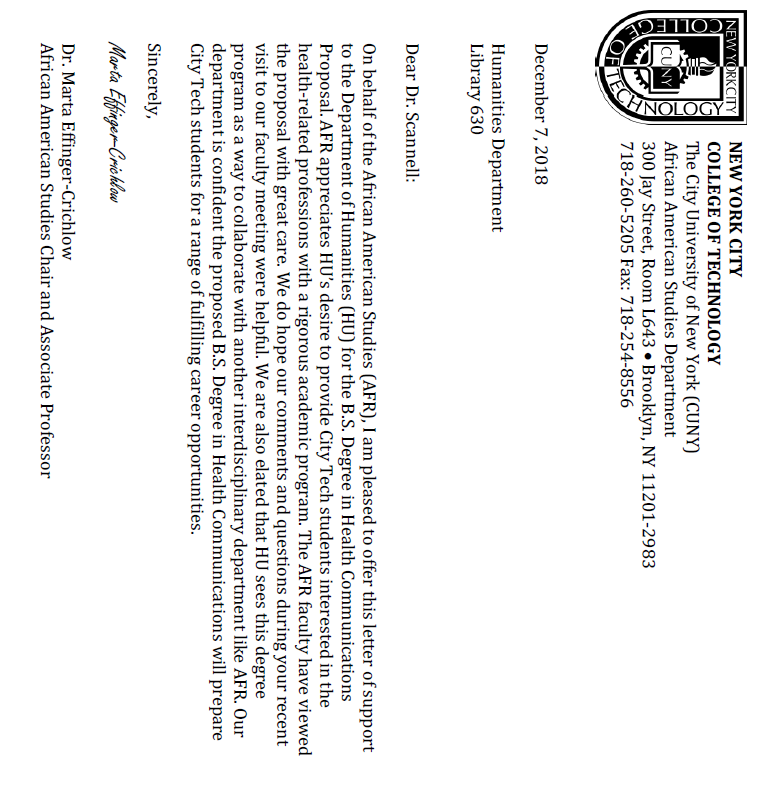 NEW YORK CITY
COLLEGE OF TECHNOLOGY
CUNY
NEW YORK CITY
COLLEGE OF TECHNOLOGY
The City University of New York (CUNY)
African American Studies Department
300 Jay Street, Room L643 • Brooklyn, NY 11201-2983
718-260-5205 Fax: 718-254-8556
December 7, 2018
Humanities Department
Library 630
Dear Dr. Scannell:
On behalf of the African American Studies (AFR), I am pleased to offer this letter of support
to the Department of Humanities (HU) for the B.S. Degree in Health Communications
Proposal. AFR appreciates HU's desire to provide City Tech students interested in the
health-related professions with a rigorous academic program. The AFR faculty have viewed
the proposal with great care. We do hope our comments and questions during your recent
visit to our faculty meeting were helpful. We are also elated that HU sees this degree
program as a way to collaborate with another interdisciplinary department like AFR. Our
department is confident the proposed B.S. Degree in Health Communications will prepare
City Tech students for a range of fulfilling career opportunities.
Sincerely,
Marta Effinger-Crichlow
Dr. Marta Effinger-Crichlow
African American Studies Chair and Associate Professor